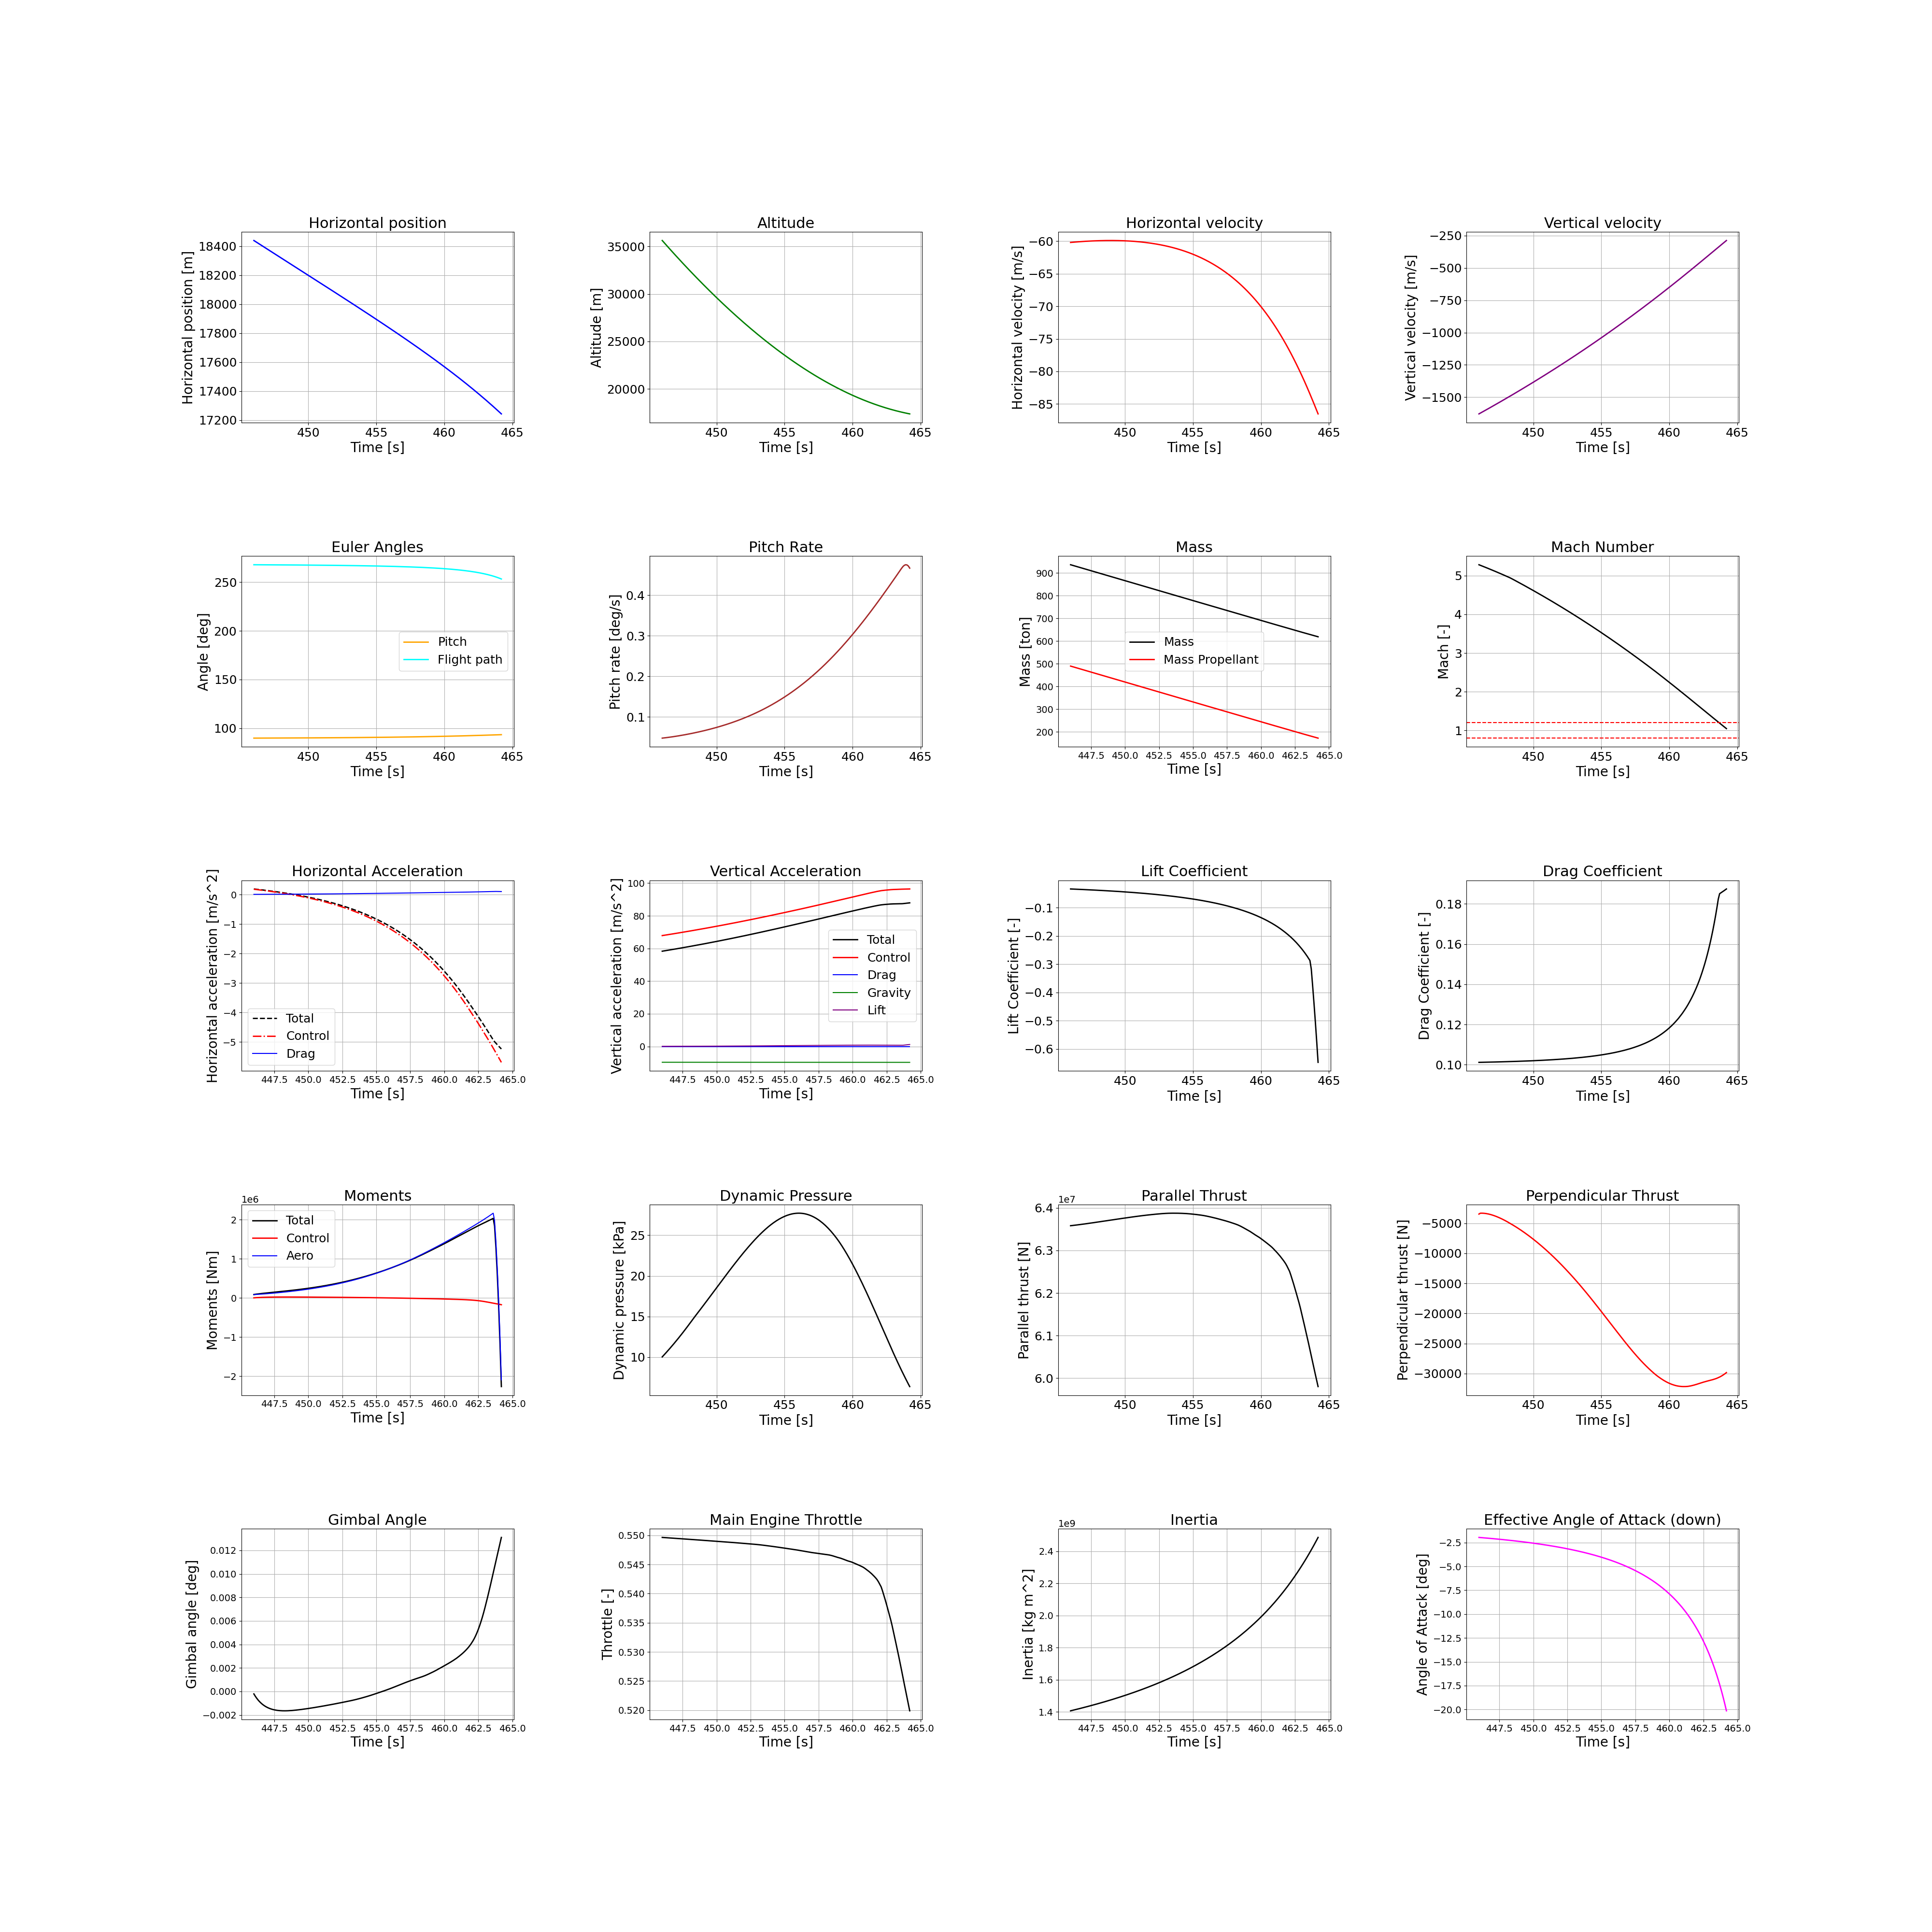 Horizontal position
Horizontal position [m]
18400
18200
18000
17800
17600
17400
17200
450 455 460 465
Time [s]
Altitude
Altitude [m]
35000
30000
25000
20000
450 455 460 465
Time [s]
Horizontal velocity
Horizontal velocity [m/s]
−60
−65
−70
−75
−80
−85
450 455 460 465
Time [s]
Vertical velocity
Vertical velocity [m/s]
−250
−500
−750
−1000
−1250
−1500
450 455 460 465
Time [s]
Euler Angles
Angle [deg]
250
200
150
100
Pitch
Flight path
450 455 460 465
Time [s]
Pitch Rate
Pitch rate [deg/s]
0.4
0.3
0.2
0.1
450 455 460 465
Time [s]
Mass
Mass [ton]
900
800
700
600
500
400
300
200
Mass
Mass Propellant
447.5 450.0 452.5 455.0 457.5 460.0 462.5 465.0
Time [s]
Mach Number
Mach [-]
5
4
3
2
1
450 455 460 465
Time [s]
Horizontal Acceleration
Horizontal acceleration [m/s^2]
0
−1
−2
−3
−4
−5
Total
Control
Drag
447.5 450.0 452.5 455.0 457.5 460.0 462.5 465.0
Time [s]
Vertical Acceleration
Vertical acceleration [m/s^2]
100
80
60
40
20
0
Total
Control
Drag
Gravity
Lift
447.5 450.0 452.5 455.0 457.5 460.0 462.5 465.0
Time [s]
Lift Coefficient
Lift Coefficient [-]
−0.1
−0.2
−0.3
−0.4
−0.5
−0.6
450 455 460 465
Time [s]
Drag Coefficient
Drag Coefficient [-]
0.18
0.16
0.14
0.12
0.10
450 455 460 465
Time [s]
Moments
1e6
Moments [Nm]
2
1
0
−1
−2
Total
Control
Aero
447.5 450.0 452.5 455.0 457.5 460.0 462.5 465.0
Time [s]
Dynamic Pressure
Dynamic pressure [kPa]
25
20
15
10
450 455 460 465
Time [s]
Parallel Thrust
1e7
Parallel thrust [N]
6.4
6.3
6.2
6.1
6.0
450 455 460 465
Time [s]
Perpendicular Thrust
Perpendicular thrust [N]
−5000
−10000
−15000
−20000
−25000
−30000
450 455 460 465
Time [s]
Gimbal Angle
Gimbal angle [deg]
0.012
0.010
0.008
0.006
0.004
0.002
0.000
−0.002
447.5 450.0 452.5 455.0 457.5 460.0 462.5 465.0
Time [s]
Main Engine Throttle
Throttle [-]
0.550
0.545
0.540
0.535
0.530
0.525
0.520
447.5 450.0 452.5 455.0 457.5 460.0 462.5 465.0
Time [s]
Inertia
1e9
Inertia [kg m^2]
2.4
2.2
2.0
1.8
1.6
1.4
447.5 450.0 452.5 455.0 457.5 460.0 462.5 465.0
Time [s]
Effective Angle of Attack (down)
Angle of Attack [deg]
−2.5
−5.0
−7.5
−10.0
−12.5
−15.0
−17.5
−20.0
447.5 450.0 452.5 455.0 457.5 460.0 462.5 465.0
Time [s]